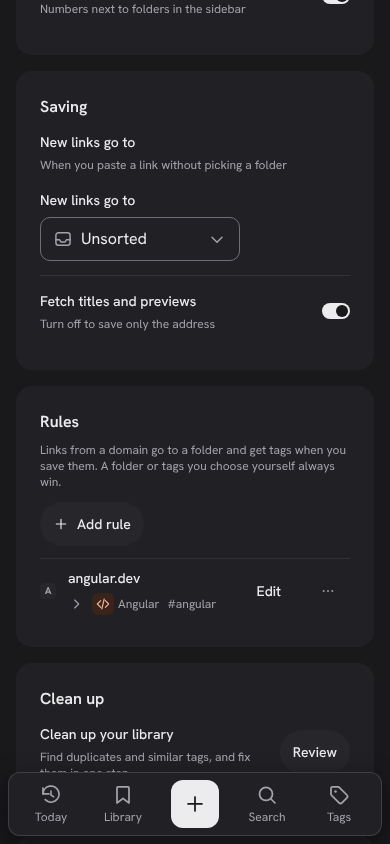 Numbers next to folders in the sidebar
Saving
New links go to
When you paste a link without picking a folder
New links go to
Unsorted
Fetch titles and previews
Turn off to save only the address
Rules
Links from a domain go to a folder and get tags when you
save them. A folder or tags you choose yourself always
win.
+ Add rule
A angular.dev
Angular #angular
Edit ...
Clean up
Clean up your library
Find duplicates and similar tags, and fix
Review
Today Library + Search Tags